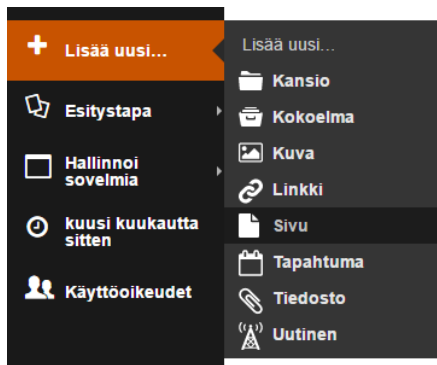 Lisää uusi...
Esitystapa
Hallinnoi
sovelmia
kuusi kuukautta
sitten
Käyttöoikeudet
Lisää uusi...
Kansio
Kokoelma
Kuva
Linkki
Sivu
Tapahtuma
Tiedosto
Uutinen